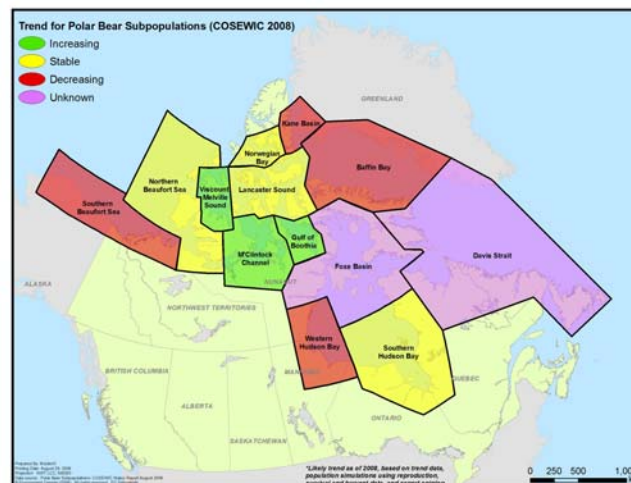 Trend for Polar Bear Subpopulations (COSEWIC 2008)
Increasing
Stable
Decreasing
Unknown
GREENLAND
Kane Basin
Norwegian
Bay
Baffin Bay
Northern
Beaufort Sea
Viscount
Melville
Sound
Lancaster Sound
Southern
Beaufort Sea
Gulf of
Boothia
M'Clintock
Channel
Foxe Basin
Davis Strait
ALASKA
NUNAVUT
NORTHWEST TERRITORIES
Western
Hudson Bay
Southern
Hudson Bay
BRITISH COLUMBIA
MANITOBA
QUEBEC
ALBERTA
ONTARIO
SASKATCHEWAN
*Likely trend as of 2008, based on trend data,
population simulations using reproduction,
0
500